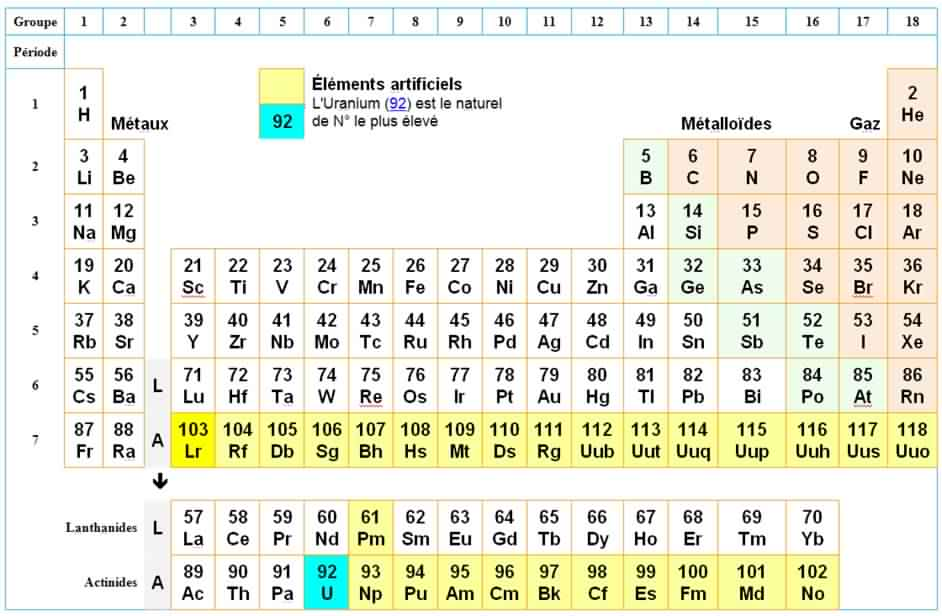 Groupe 1 2 3 4 5 6 7 8 9 10 11 12 13 14 15 16 17 18
Période
Éléments artificiels
L'Uranium (92) est le naturel
92 de N° le plus élevé
1 1 2
H He
Métaux Métalloïdes Gaz
2 3 4 5 6 7 8 9 10
Li Be B C N O F Ne
3 11 12 13 14 15 16 17 18
Na Mg Al Si P S Cl Ar
4 19 20 21 22 23 24 25 26 27 28 29 30 31 32 33 34 35 36
K Ca Sc Ti V Cr Mn Fe Co Ni Cu Zn Ga Ge As Se Br Kr
5 37 38 39 40 41 42 43 44 45 46 47 48 49 50 51 52 53 54
Rb Sr Y Zr Nb Mo Tc Ru Rh Pd Ag Cd In Sn Sb Te I Xe
6 55 56 L 71 72 73 74 75 76 77 78 79 80 81 82 83 84 85 86
Cs Ba Lu Hf Ta W Re Os Ir Pt Au Hg Tl Pb Bi Po At Rn
7 87 88 A 103 104 105 106 107 108 109 110 111 112 113 114 115 116 117 118
Fr Ra Lr Rf Db Sg Bh Hs Mt Ds Rg Uub Uut Uuq Uup Uuh Uus Uuo
Lanthanides L 57 58 59 60 61 62 63 64 65 66 67 68 69 70
La Ce Pr Nd Pm Sm Eu Gd Tb Dy Ho Er Tm Yb
Actinides A 89 90 91 92 93 94 95 96 97 98 99 100 101 102
Ac Th Pa U Np Pu Am Cm Bk Cf Es Fm Md No